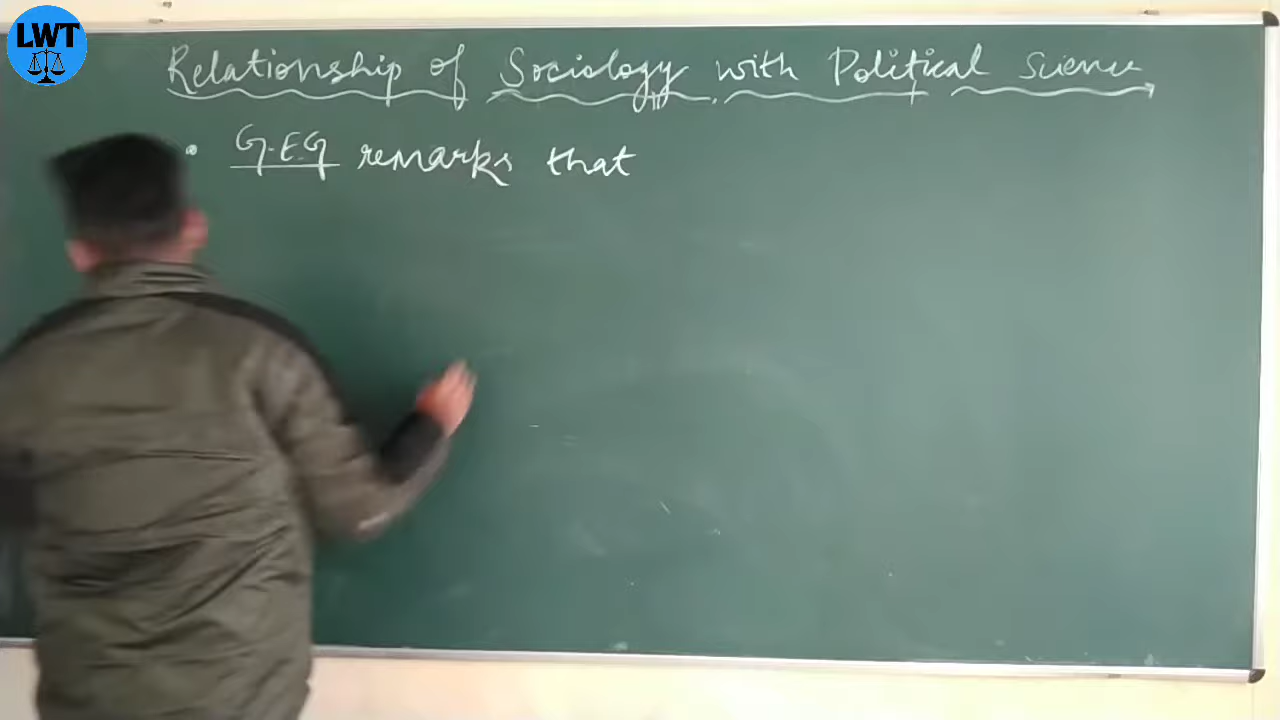 LWT
Relationship of Sociology with Political Science
• G.E.G remarks that